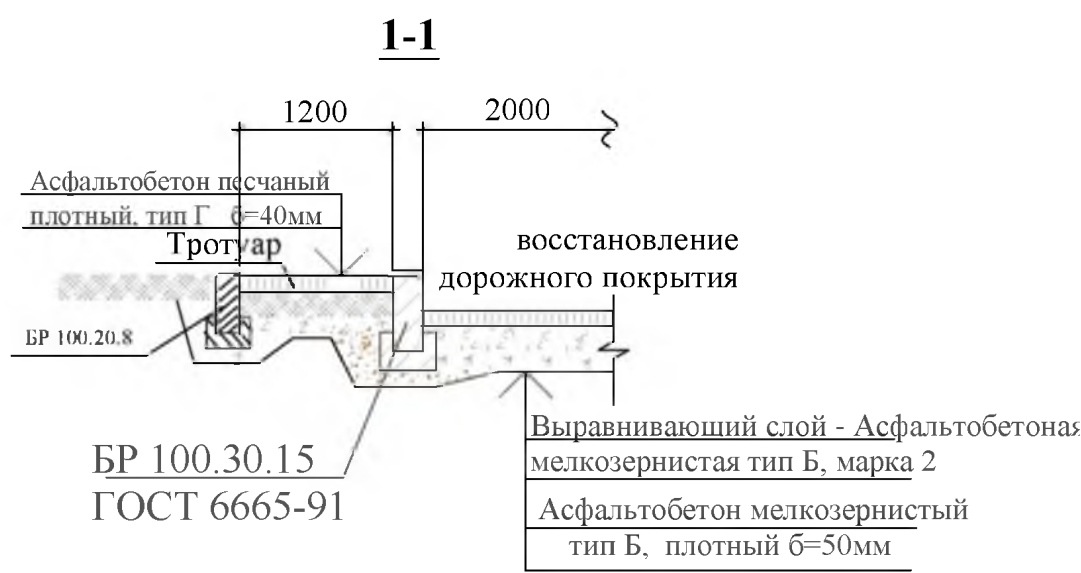 1-1
1200
2000
Асфальтобетон песчаный
плотный, тип Г б=40мм
Тротуар
восстановление
дорожного покрытия
БР 100.20.8
Выравнивающий слой - Асфальтобетоная
мелкозернистая тип Б, марка 2
БР 100.30.15
ГОСТ 6665-91
Асфальтобетон мелкозернистый
тип Б, плотный б=50мм